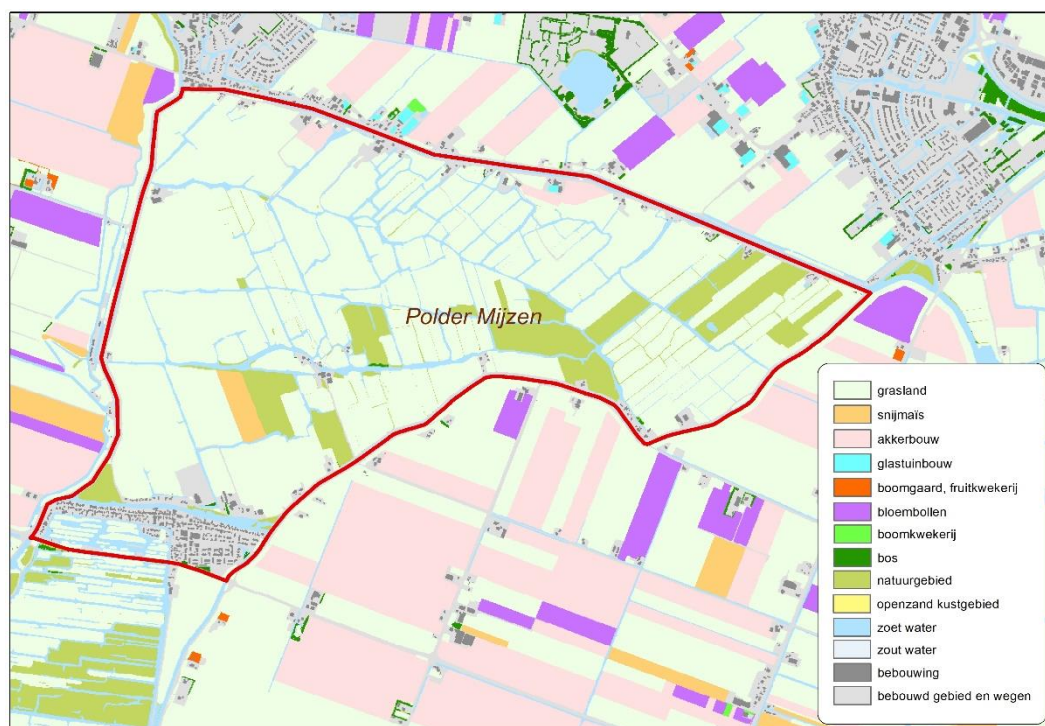 Polder Mijzen
grasland
snijmaïs
akkerbouw
glastuinbouw
boomgaard, fruitkwekerij
bloembollen
boomkwekerij
bos
natuurgebied
openzand kustgebied
zoet water
zout water
bebouwing
bebouwd gebied en wegen